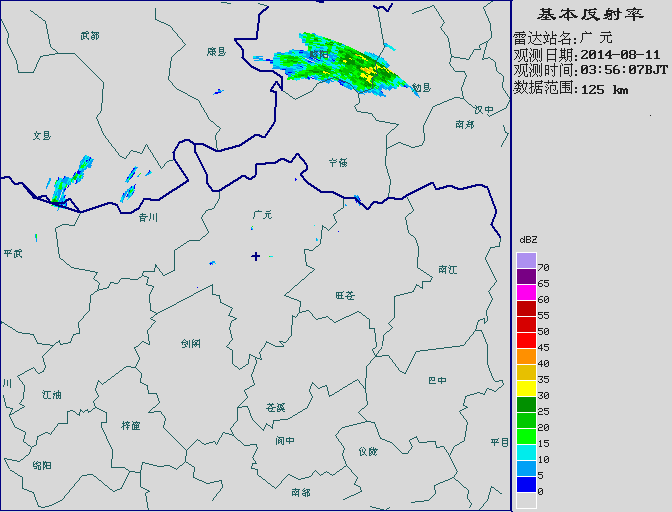 基本反射率
雷达站名:广 元
观测日期:2014-08-11
观测时间:03:56:07BJT
数据范围:125 km
武都
康县
略阳
勉县
汉中
南郑
文县
宁强
青川
广元
平武
南江
旺苍
剑阁
川
江油
巴中
苍溪
梓潼
阆中
仪陇
平昌
绵阳
南部
dBZ
70
65
60
55
50
45
40
35
30
25
20
15
10
5
0